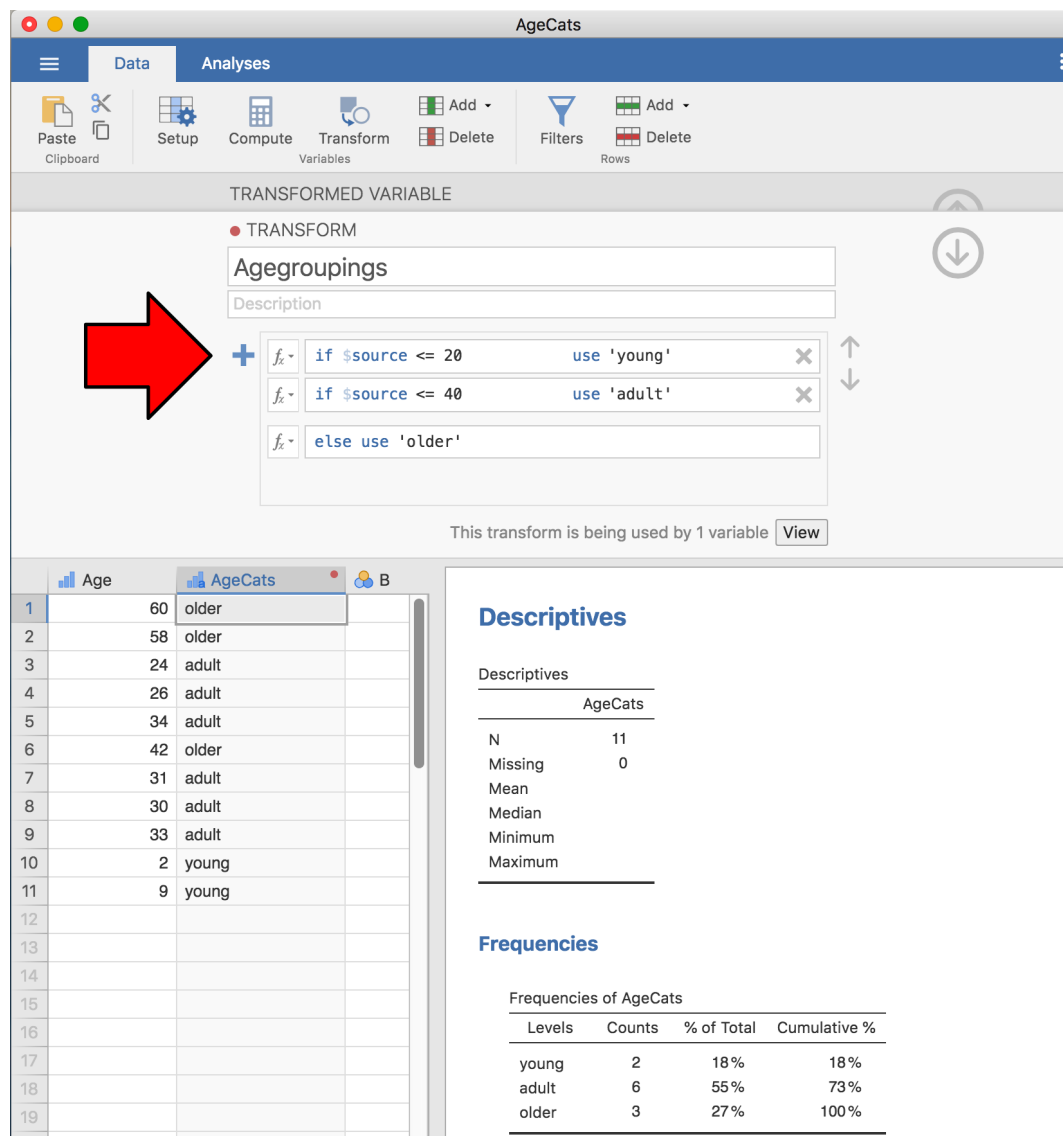 AgeCats
Data Analyses
Paste Setup Compute Transform Add Delete Filters Add Delete
Clipboard Variables Rows
TRANSFORMED VARIABLE
TRANSFORM
Agegroupings
Description
fx if $source <= 20 use 'young'
fx if $source <= 40 use 'adult'
fx else use 'older'
This transform is being used by 1 variable View
Age AgeCats B
1 60 older
2 58 older
3 24 adult
4 26 adult
5 34 adult
6 42 older
7 31 adult
8 30 adult
9 33 adult
10 2 young
11 9 young
12
13
14
15
16
17
18
19
Descriptives
Descriptives
AgeCats
N 11
Missing 0
Mean
Median
Minimum
Maximum
Frequencies
Frequencies of AgeCats
Levels Counts % of Total Cumulative %
young 2 18% 18%
adult 6 55% 73%
older 3 27% 100%